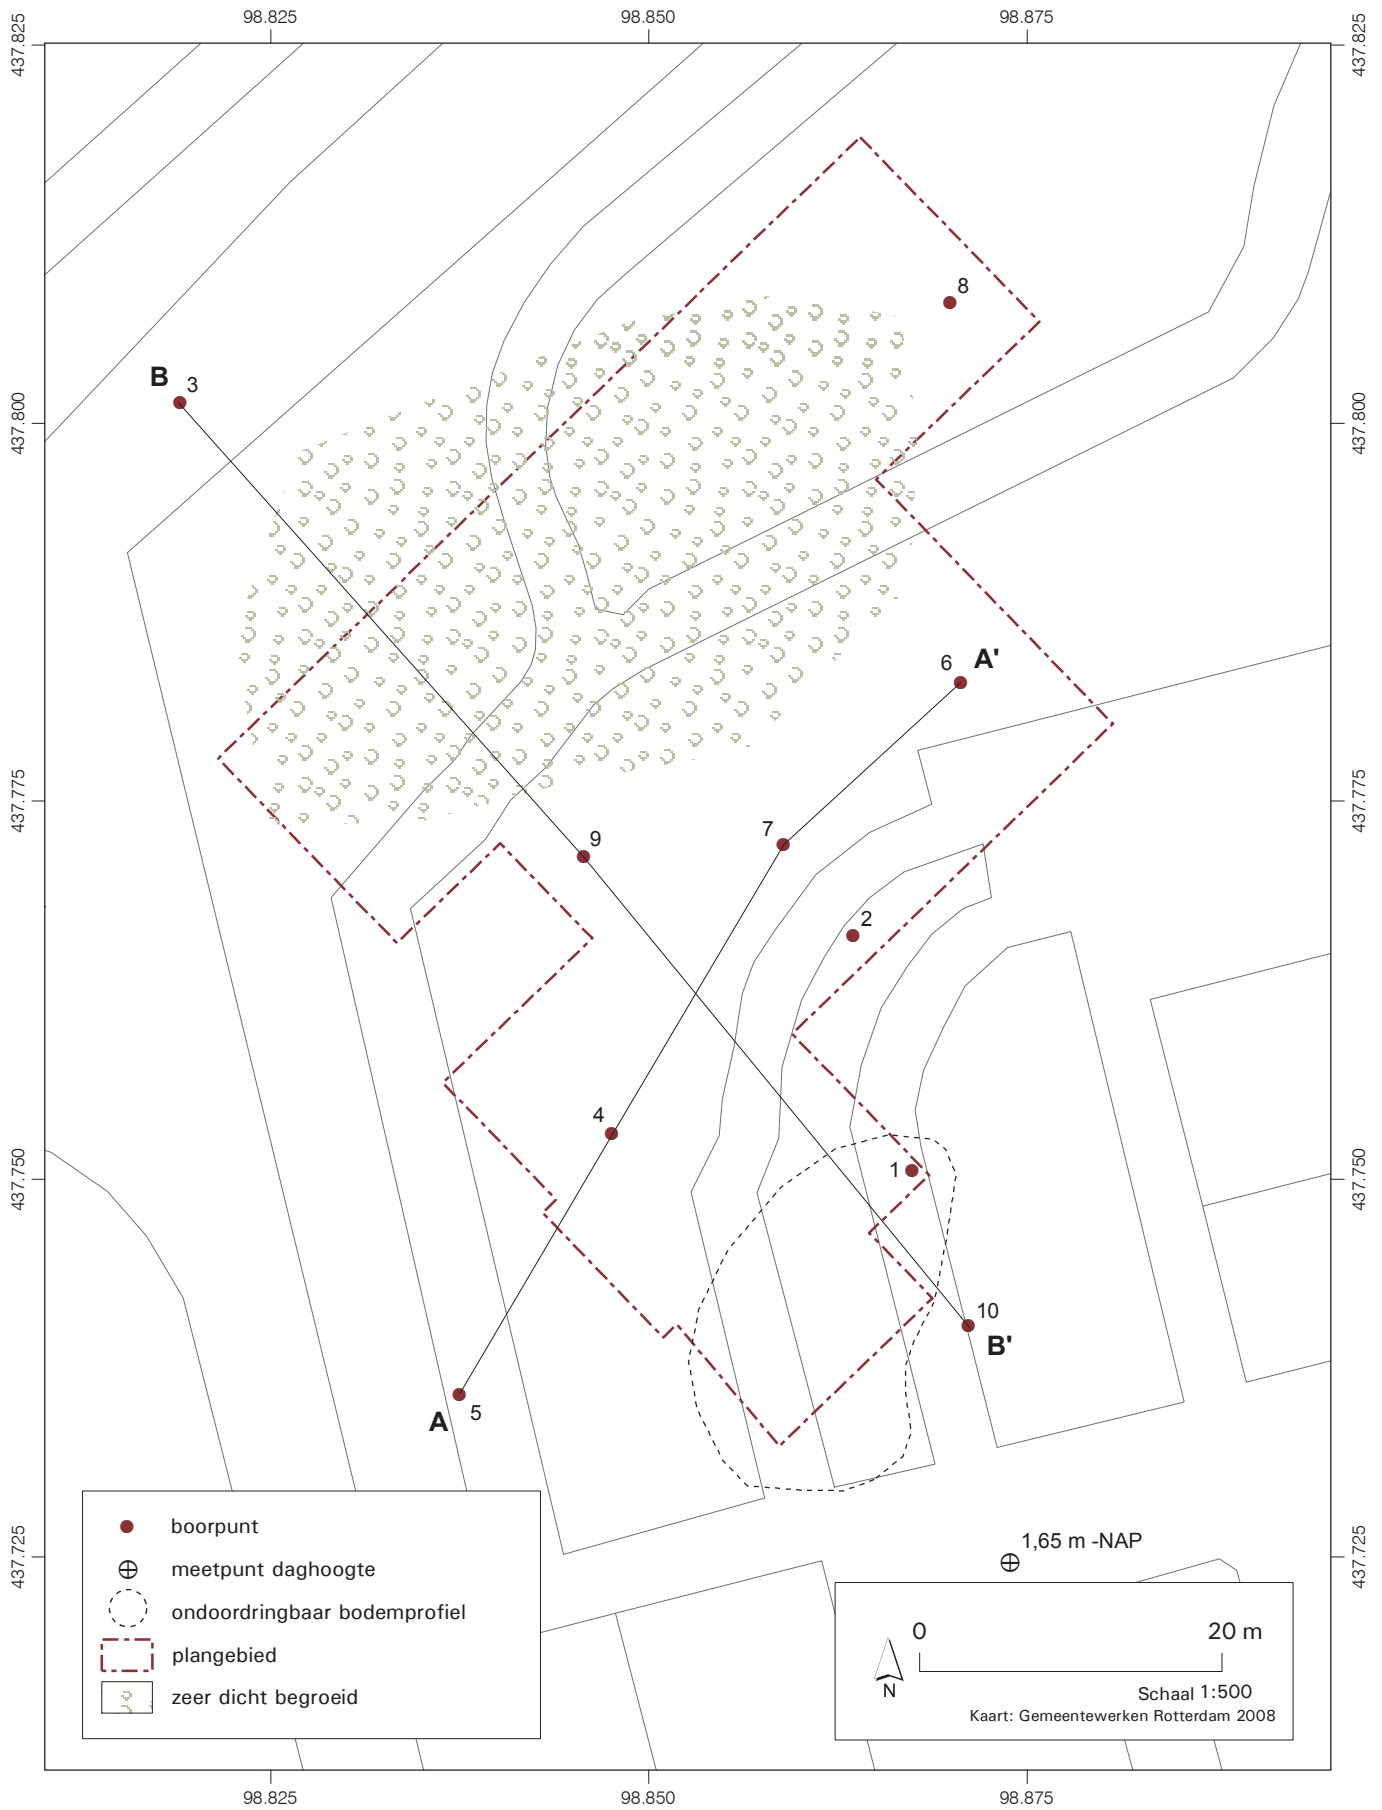 98.825
98.850
98.875
437.825
437.825
8
B
3
437.800
437.800
6
A'
437.775
437.775
7
9
2
4
1
437.750
437.750
10
B'
A
5
437.725
437.725
1,65 m -NAP
boorpunt
meetpunt daghoogte
ondoordringbaar bodemprofiel
plangebied
zeer dicht begroeid
0
20 m
N
Schaal 1:500
Kaart: Gemeentewerken Rotterdam 2008
98.825
98.850
98.875